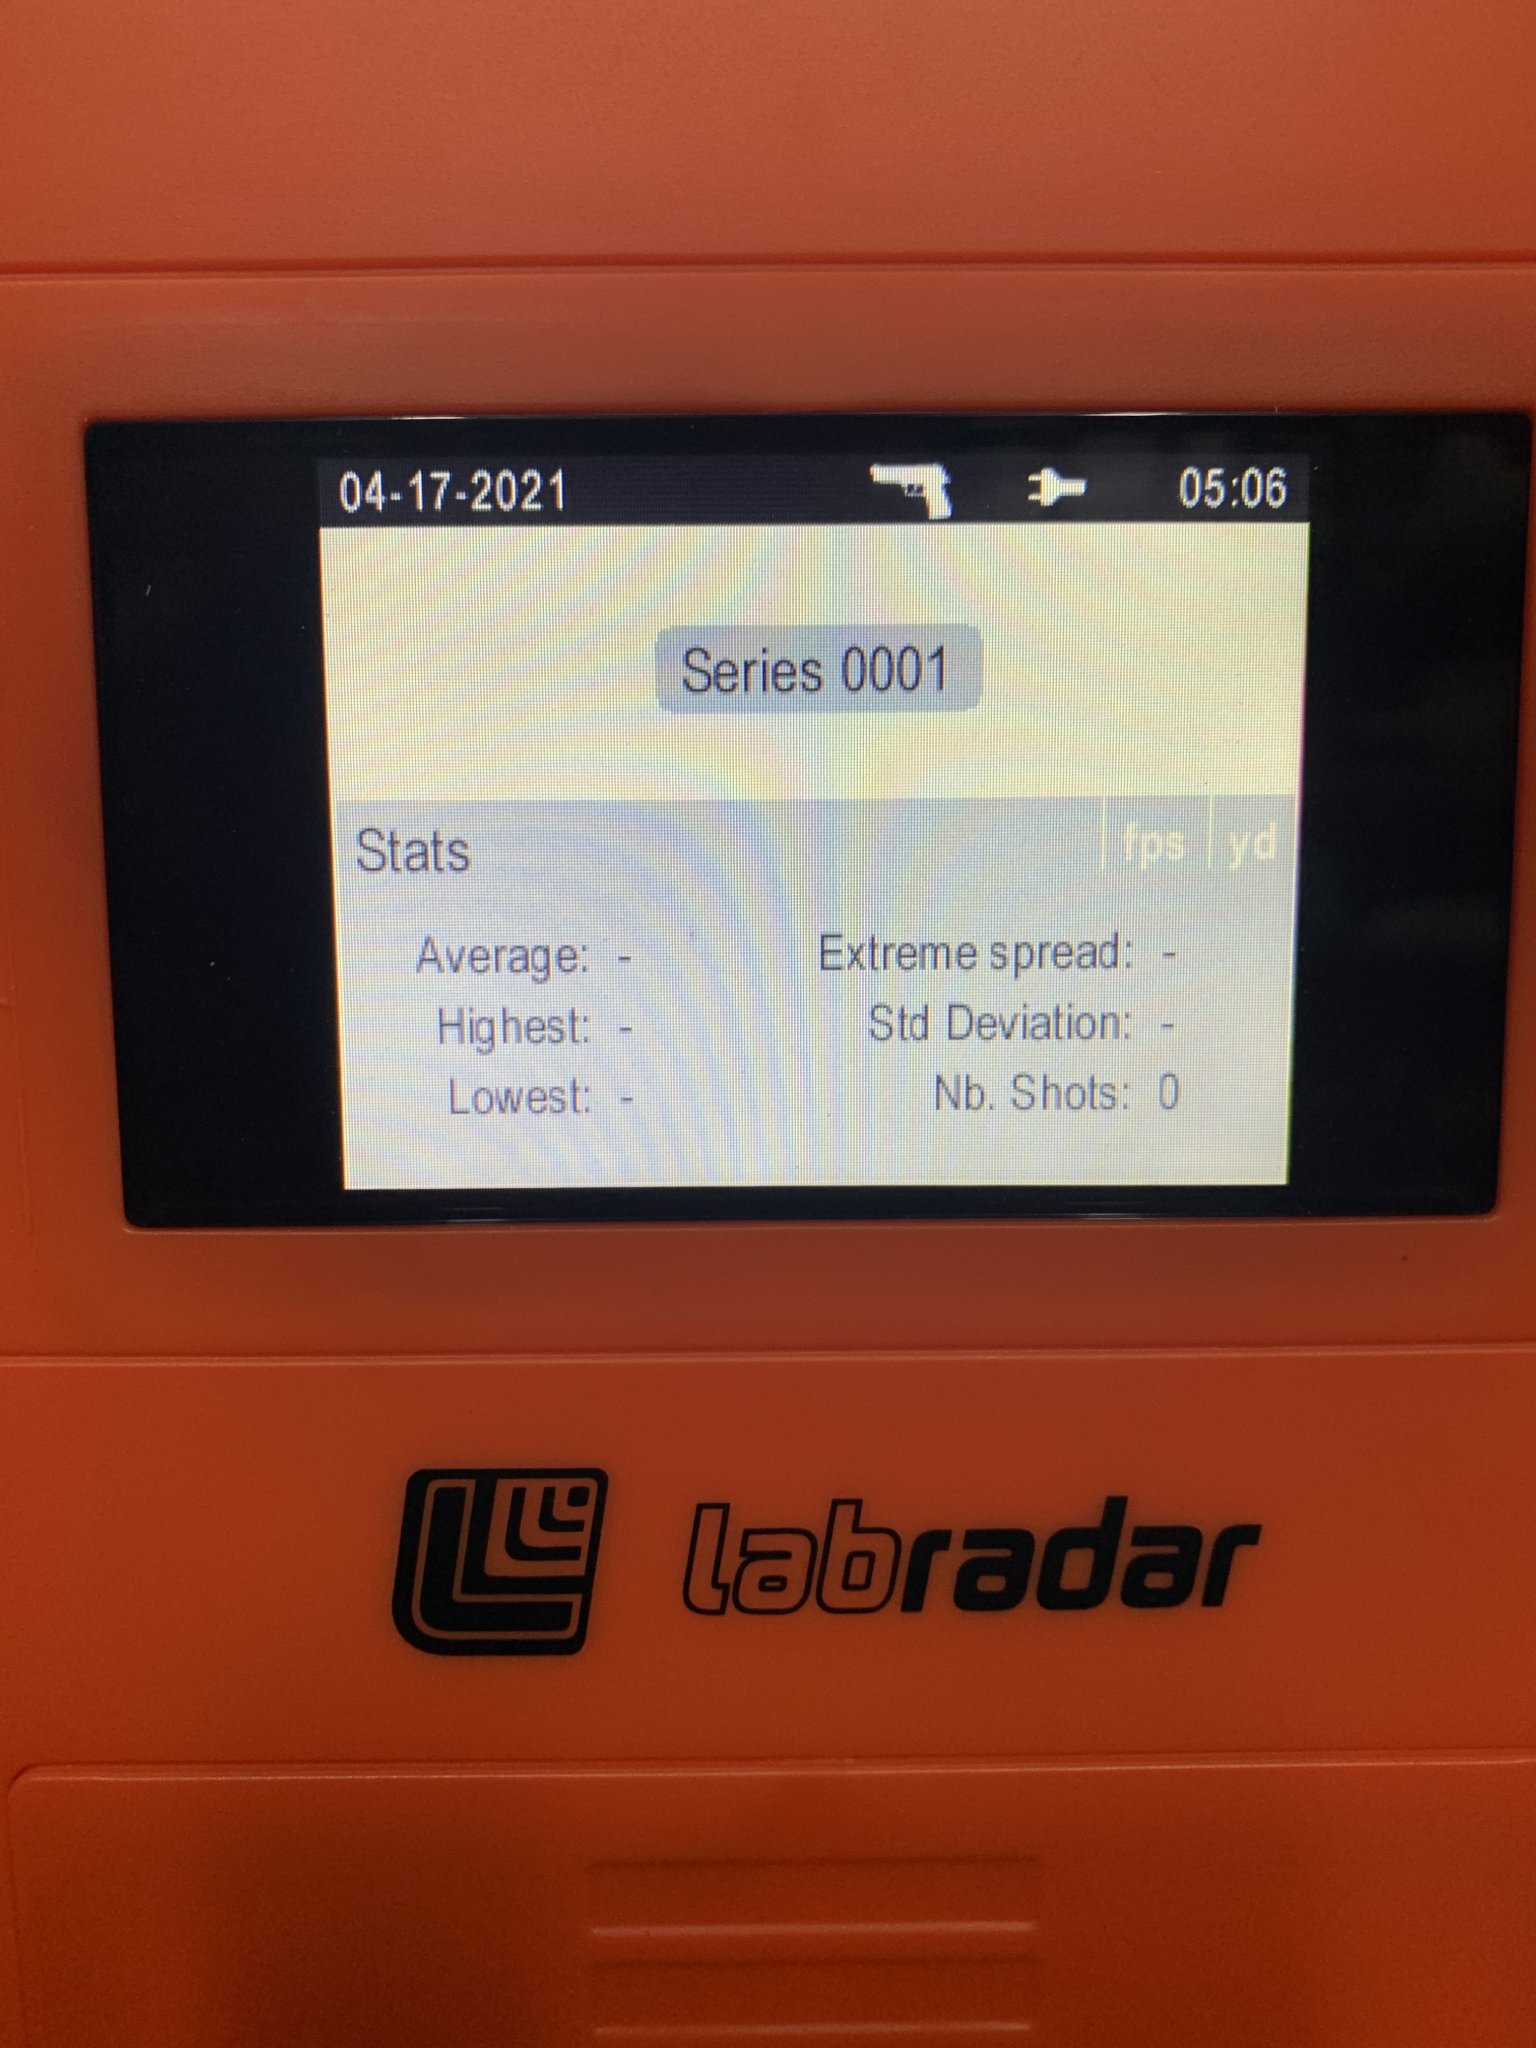 04-17-2021 05:06
Series 0001
Stats fps yd
Average: - Extreme spread: -
Highest: - Std Deviation: -
Lowest: - Nb. Shots: 0
labradar